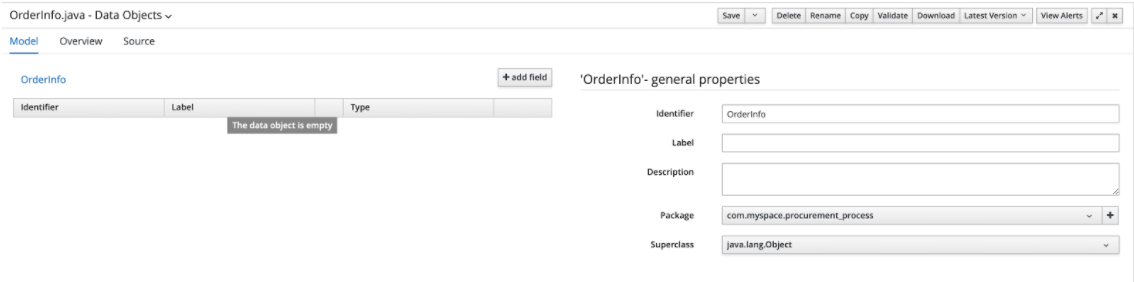 OrderInfo.java - Data Objects
Save Delete Rename Copy Validate Download Latest Version View Alerts
Model Overview Source
OrderInfo + add field
Identifier Label Type
The data object is empty
'OrderInfo'- general properties
Identifier OrderInfo
Label
Description
Package com.myspace.procurement_process +
Superclass java.lang.Object